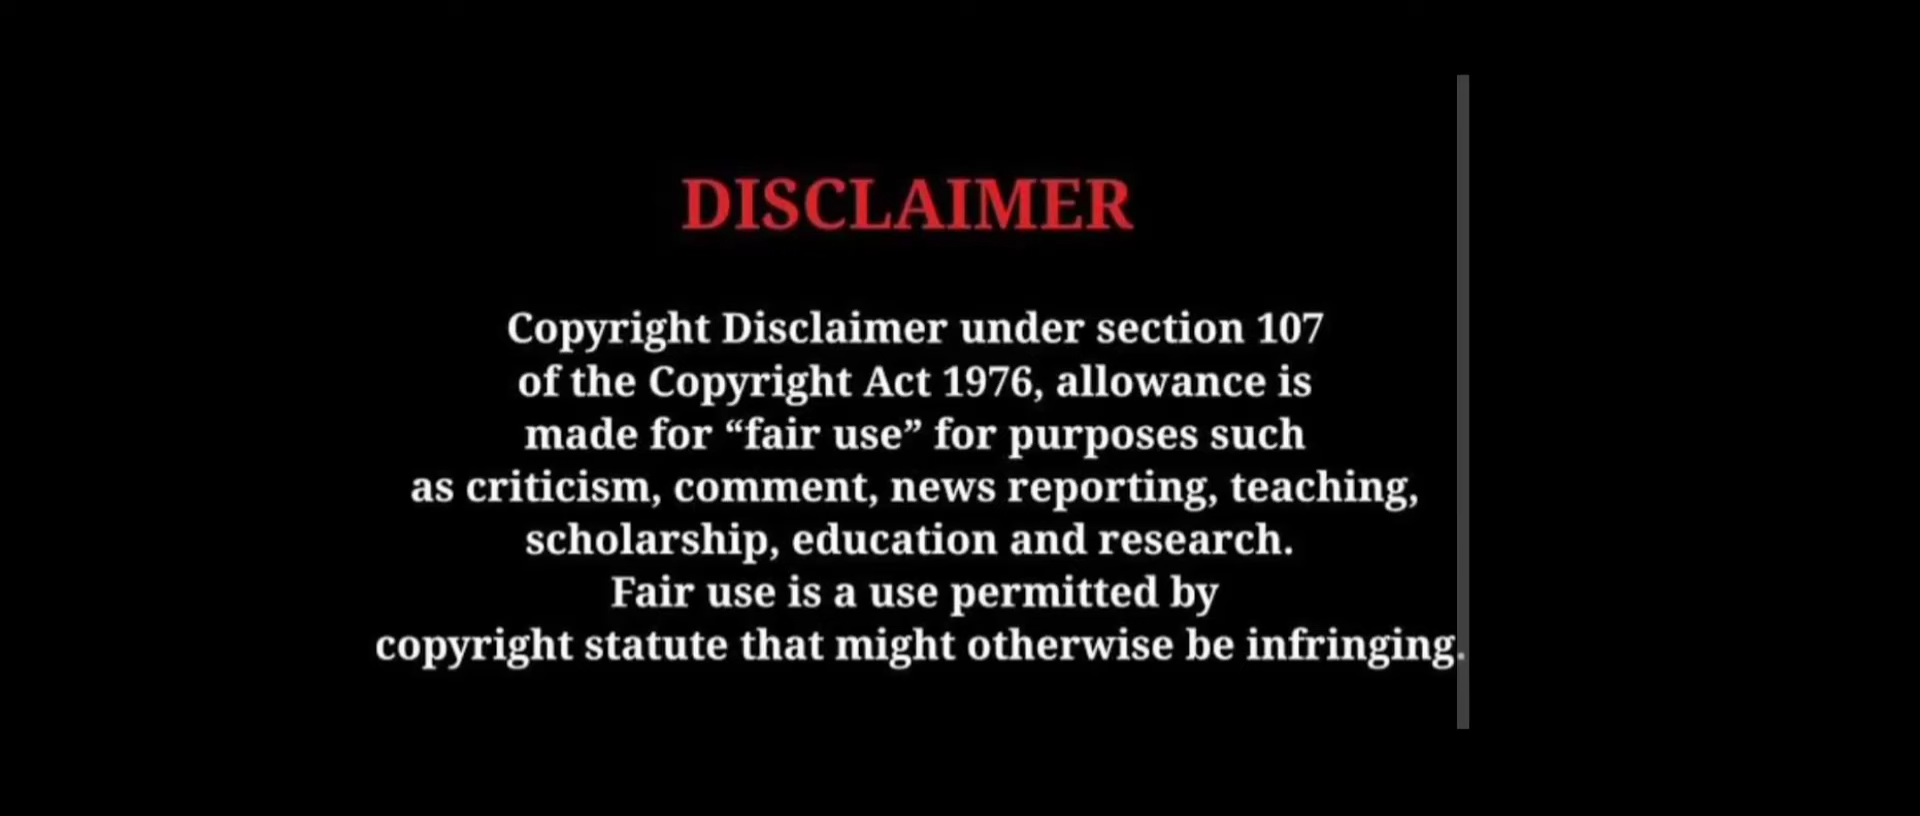 DISCLAIMER
Copyright Disclaimer under section 107
of the Copyright Act 1976, allowance is
made for “fair use” for purposes such
as criticism, comment, news reporting, teaching,
scholarship, education and research.
Fair use is a use permitted by
copyright statute that might otherwise be infringing.